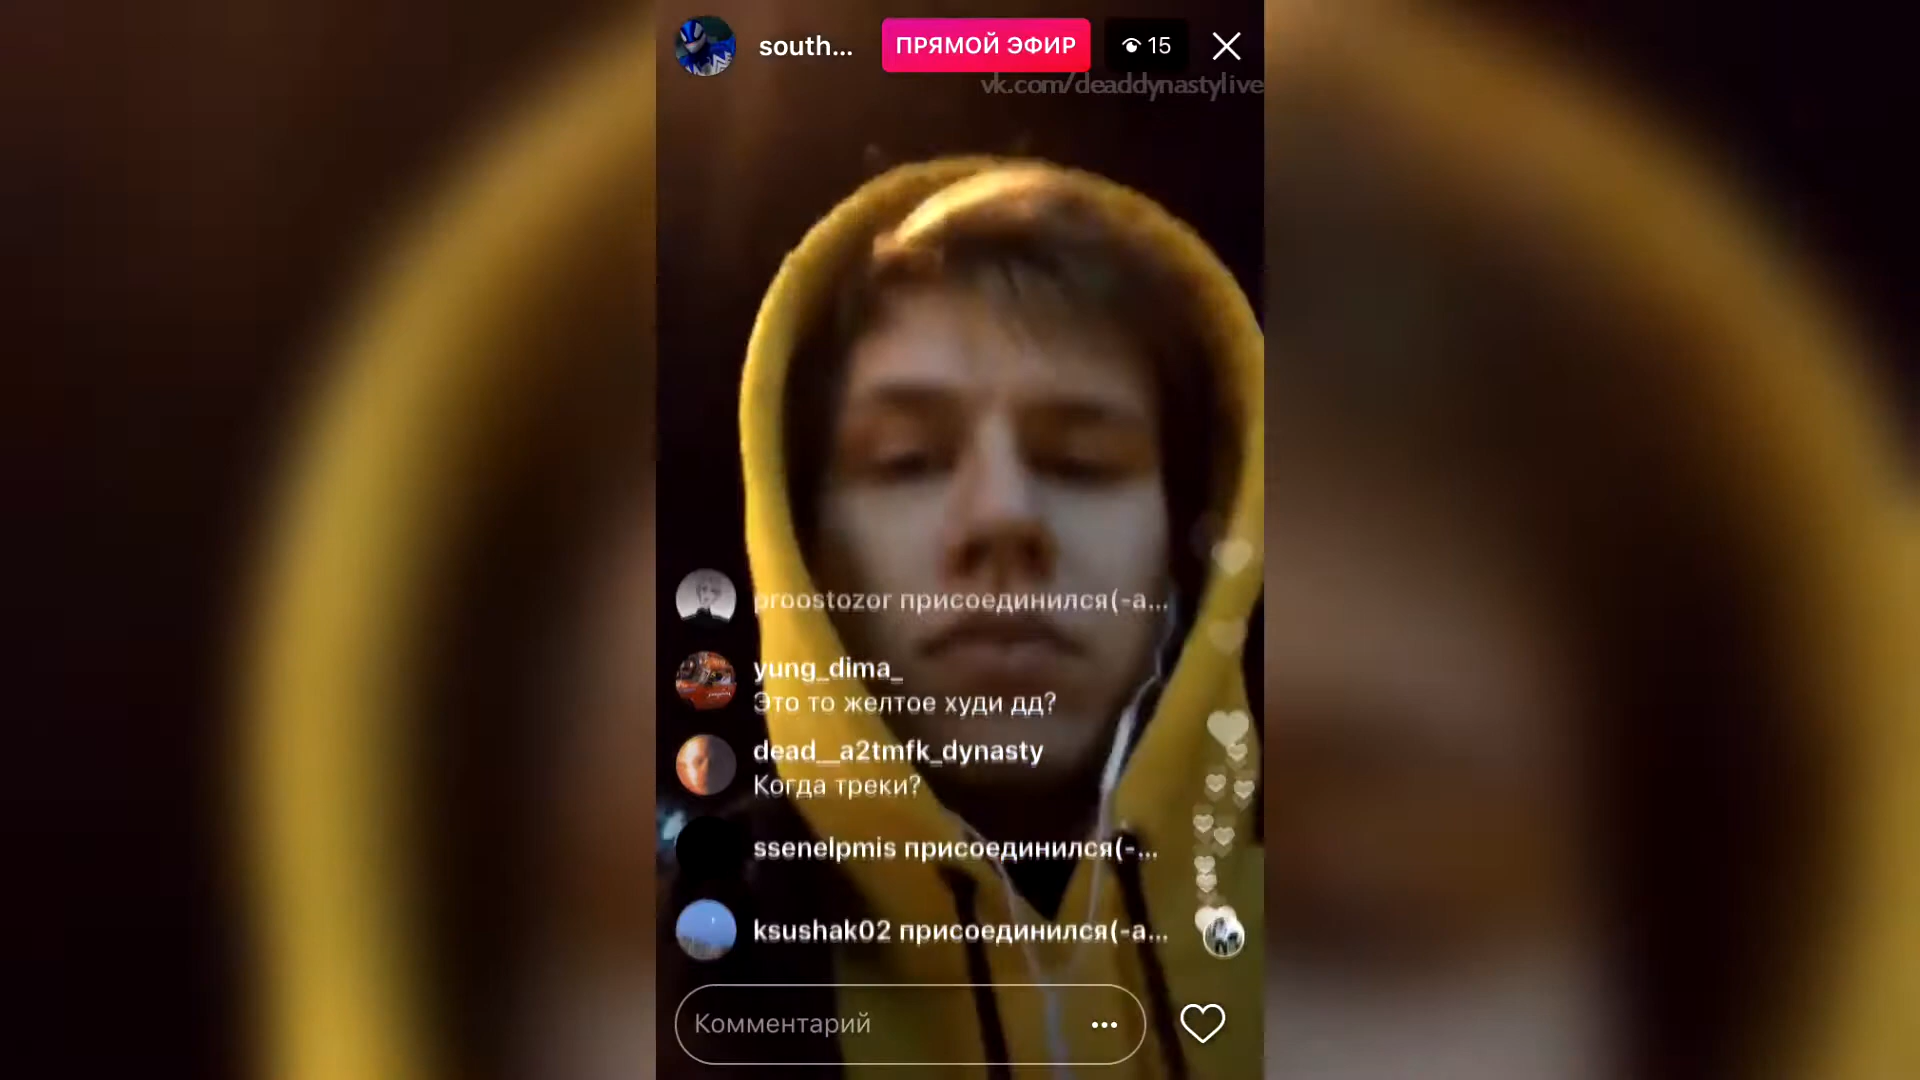 south...
ПРЯМОЙ ЭФИР
15
vk.com/deaddynastylive
proostozor присоединился(-а...
yung_dima_
Это то желтое худи дд?
dead__a2tmfk_dynasty
Когда треки?
ssenelpmis присоединился(-...
ksushak02 присоединился(-а...
Комментарий